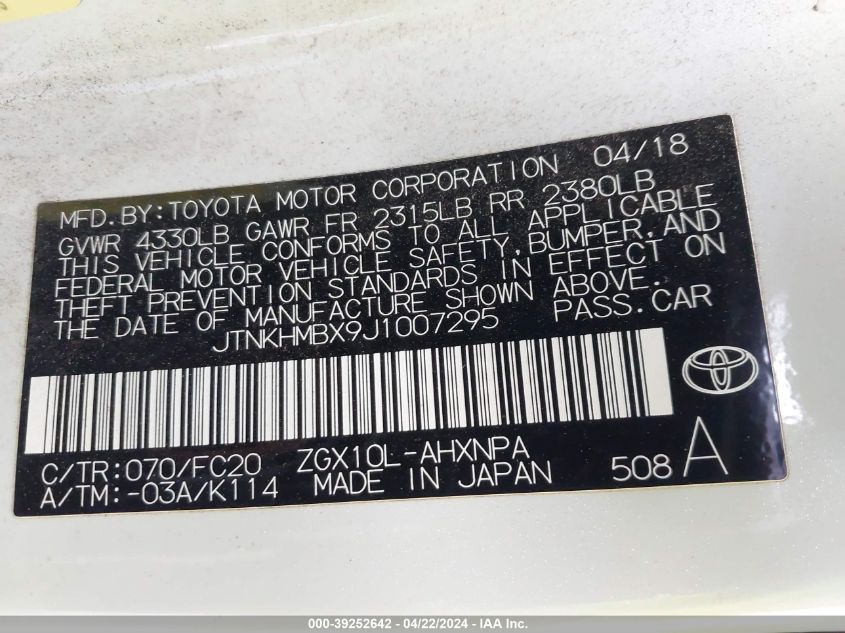 MFD.BY:TOYOTA MOTOR CORPORATION 04/18
GVWR 4330LB GAWR FR 2315LB RR 2380LB
THIS VEHICLE CONFORMS TO ALL APPLICABLE
FEDERAL MOTOR VEHICLE SAFETY,BUMPER,AND
THEFT PREVENTION STANDARDS IN EFFECT ON
THE DATE OF MANUFACTURE SHOWN ABOVE.
JTNKHMBX9J1007295 PASS.CAR
C/TR:070/FC20 ZGX10L-AHXNPA
A/TM:-03A/K114 MADE IN JAPAN 508 A
000-39252642 - 04/22/2024 - IAA Inc.